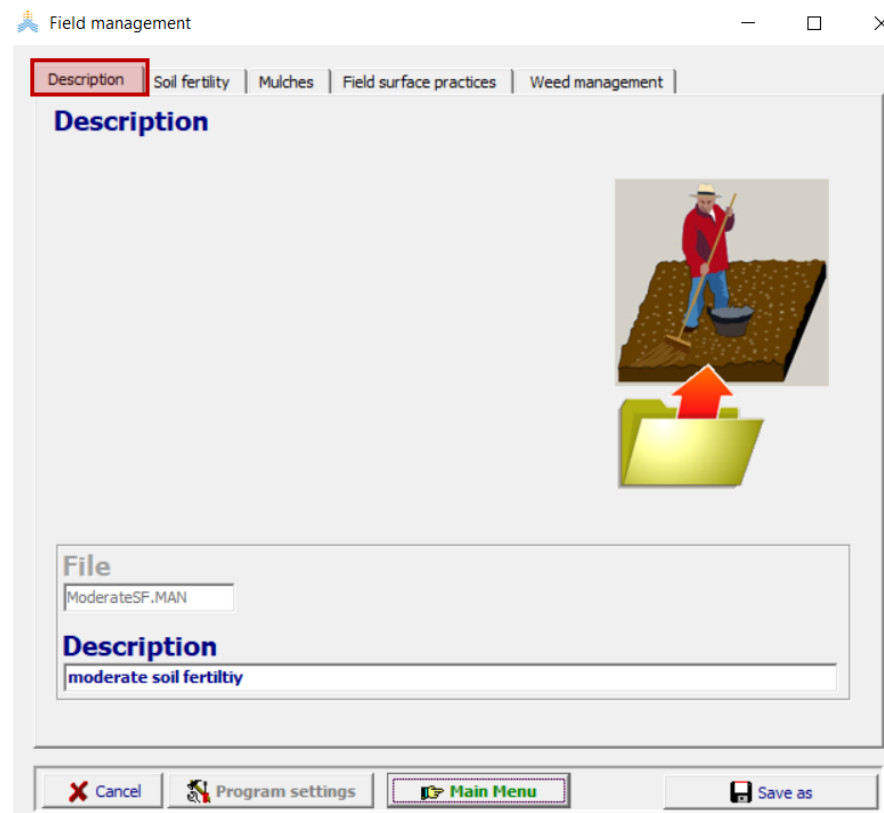 Field management
Description Soil fertility Mulches Field surface practices Weed management
Description
File
ModerateSF.MAN
Description
moderate soil fertiltiy
Cancel Program settings Main Menu Save as